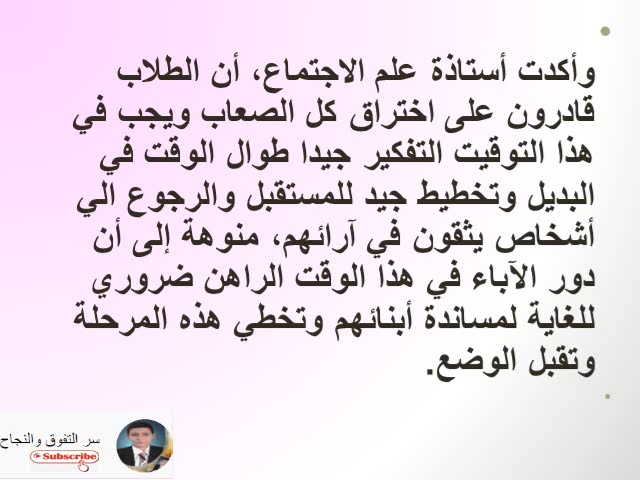 وأكدت أستاذة علم الاجتماع، أن الطلاب
قادرون على اختراق كل الصعاب ويجب في
هذا التوقيت التفكير جيدا طوال الوقت في
البديل وتخطيط جيد للمستقبل والرجوع الي
أشخاص يثقون في آرائهم، منوهة إلى أن
دور الآباء في هذا الوقت الراهن ضروري
للغاية لمساندة أبنائهم وتخطي هذه المرحلة
وتقبل الوضع.
سر التفوق والنجاح
Subscribe